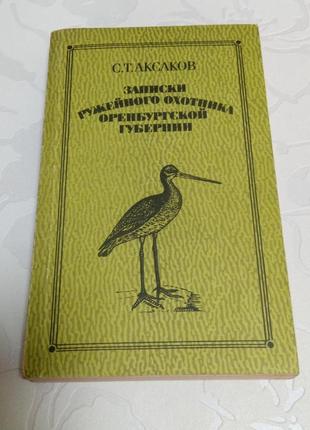 С.Т.АКСАКОВ
ЗАПИСКИ
РУЖЕЙНОГО ОХОТНИКА
ОРЕНБУРГСКОЙ
ГУБЕРНИИ